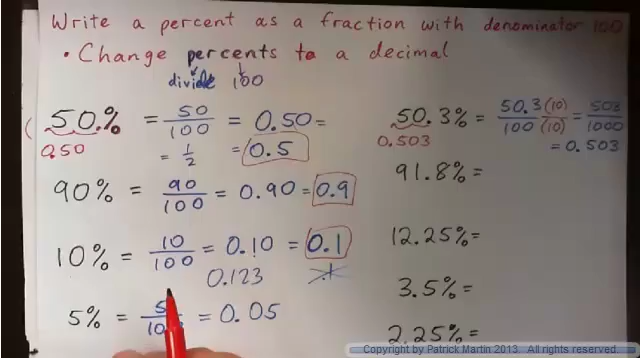 Write a percent as a fraction with denominator 100
• Change percents to a decimal
divide 100
50.% = 50/100 = 0.50 =
0.50
= 1/2 = 0.5
90% = 90/100 = 0.90 = 0.9
10% = 10/100 = 0.10 = 0.1
0.123
5% = = 0.05
50.3% = 50.3(10)/100(10) = 503/1000
0.503
= 0.503
91.8% =
12.25% =
3.5% =
2.25% =
Copyright by Patrick Martin 2013. All rights reserved.